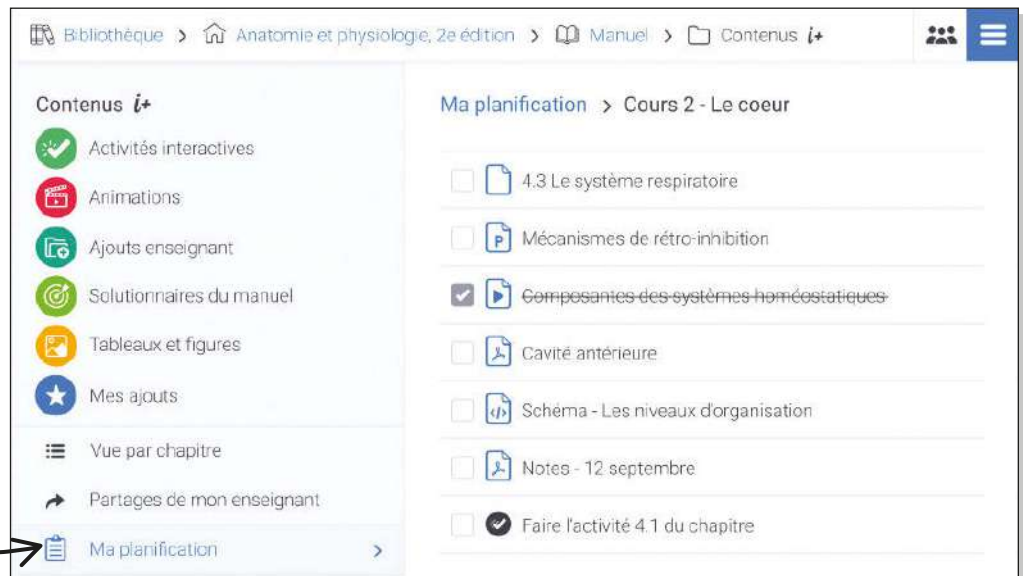 Bibliothèque > Anatomie et physiologie, 2e édition > Manuel > Contenus i+
Contenus i+
Activités interactives
Animations
Ajouts enseignant
Solutionnaires du manuel
Tableaux et figures
Mes ajouts
Vue par chapitre
Partages de mon enseignant
Ma planification >
Ma planification > Cours 2 - Le coeur
4.3 Le système respiratoire
P Mécanismes de rétro-inhibition
Composantes des systèmes homéostatiques
Cavité antérieure
</> Schéma - Les niveaux d'organisation
Notes - 12 septembre
Faire l'activité 4.1 du chapitre